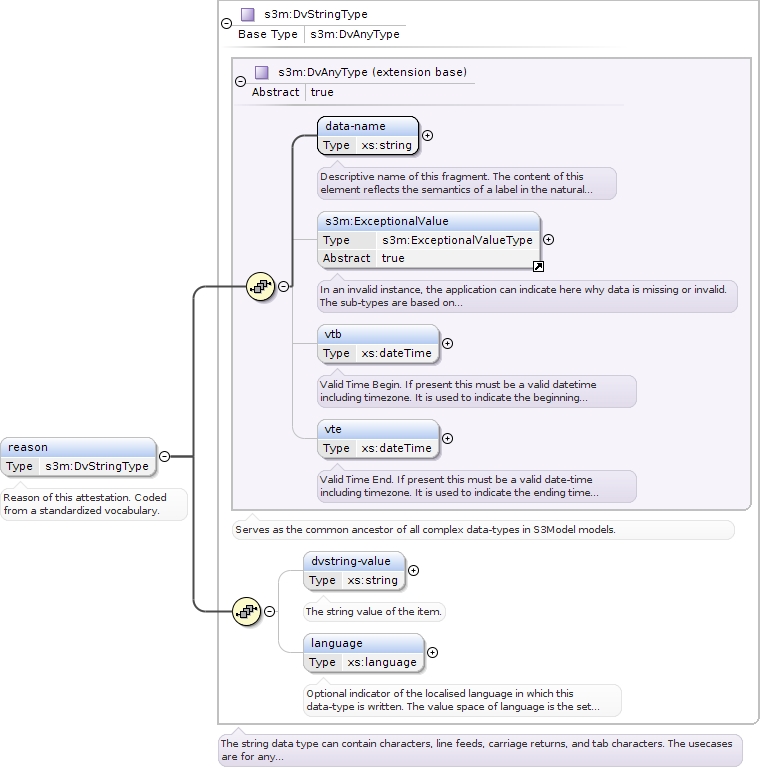 s3m:DvStringType
Base Type s3m:DvAnyType
s3m:DvAnyType (extension base)
Abstract true
data-name
Type xs:string
Descriptive name of this fragment. The content of this
element reflects the semantics of a label in the natural...
s3m:ExceptionalValue
Type s3m:ExceptionalValueType
Abstract true
In an invalid instance, the application can indicate here why data is missing or invalid.
The sub-types are based on...
vtb
Type xs:dateTime
Valid Time Begin. If present this must be a valid datetime
including timezone. It is used to indicate the beginning...
vte
Type xs:dateTime
Valid Time End. If present this must be a valid date-time
including timezone. It is used to indicate the ending time...
reason
Type s3m:DvStringType
Reason of this attestation. Coded
from a standardized vocabulary.
Serves as the common ancestor of all complex data-types in S3Model models.
dvstring-value
Type xs:string
The string value of the item.
language
Type xs:language
Optional indicator of the localised language in which this
data-type is written. The value space of language is the set...
The string data type can contain characters, line feeds, carriage returns, and tab characters. The usecases
are for any...